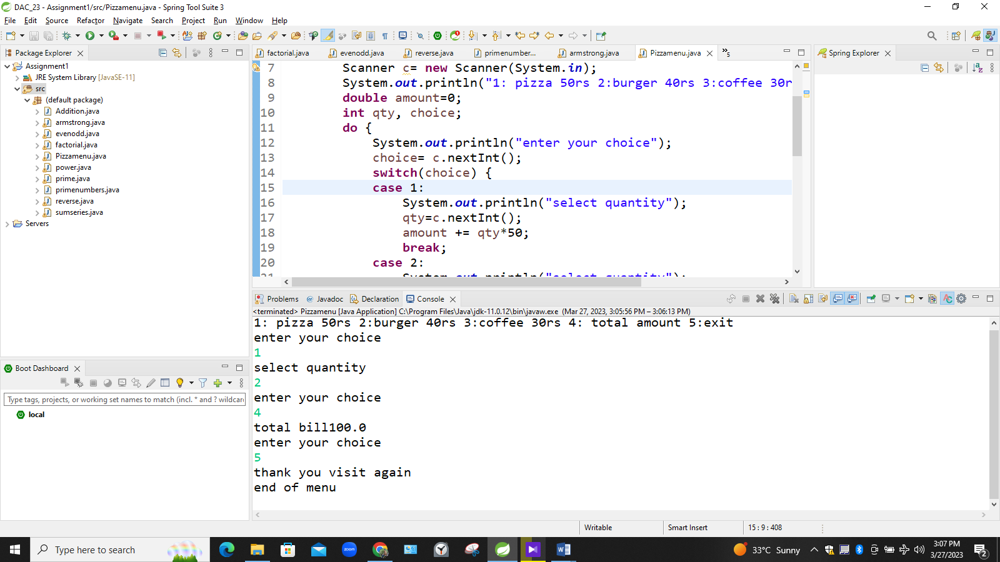 DAC_23 - Assignment1/src/Pizzamenu.java - Spring Tool Suite 3
File Edit Source Refactor Navigate Search Project Run Window Help
Package Explorer
Assignment1
JRE System Library [JavaSE-11]
src
(default package)
Addition.java
armstrong.java
evenodd.java
factorial.java
Pizzamenu.java
power.java
prime.java
primenumbers.java
reverse.java
sumseries.java
Servers
Boot Dashboard
Type tags, projects, or working set names to match (incl. * and ? wildcar
local
factorial.java evenodd.java reverse.java primenumber... armstrong.java Pizzamenu.java »5
7 Scanner c= new Scanner(System.in);
8 System.out.println("1: pizza 50rs 2:burger 40rs 3:coffee 30r
9 double amount=0;
10 int qty, choice;
11 do {
12 System.out.println("enter your choice");
13 choice= c.nextInt();
14 switch(choice) {
15 case 1:
16 System.out.println("select quantity");
17 qty=c.nextInt();
18 amount += qty*50;
19 break;
20 case 2:
21 System.out.println("select quantity");
Spring Explorer
Problems Javadoc Declaration Console
<terminated> Pizzamenu [Java Application] C:\Program Files\Java\jdk-11.0.12\bin\javaw.exe (Mar 27, 2023, 3:05:56 PM – 3:06:13 PM)
1: pizza 50rs 2:burger 40rs 3:coffee 30rs 4: total amount 5:exit
enter your choice
1
select quantity
2
enter your choice
4
total bill100.0
enter your choice
5
thank you visit again
end of menu
Writable Smart Insert 15 : 9 : 408
Type here to search
zoom
33°C Sunny
3:07 PM
3/27/2023
2